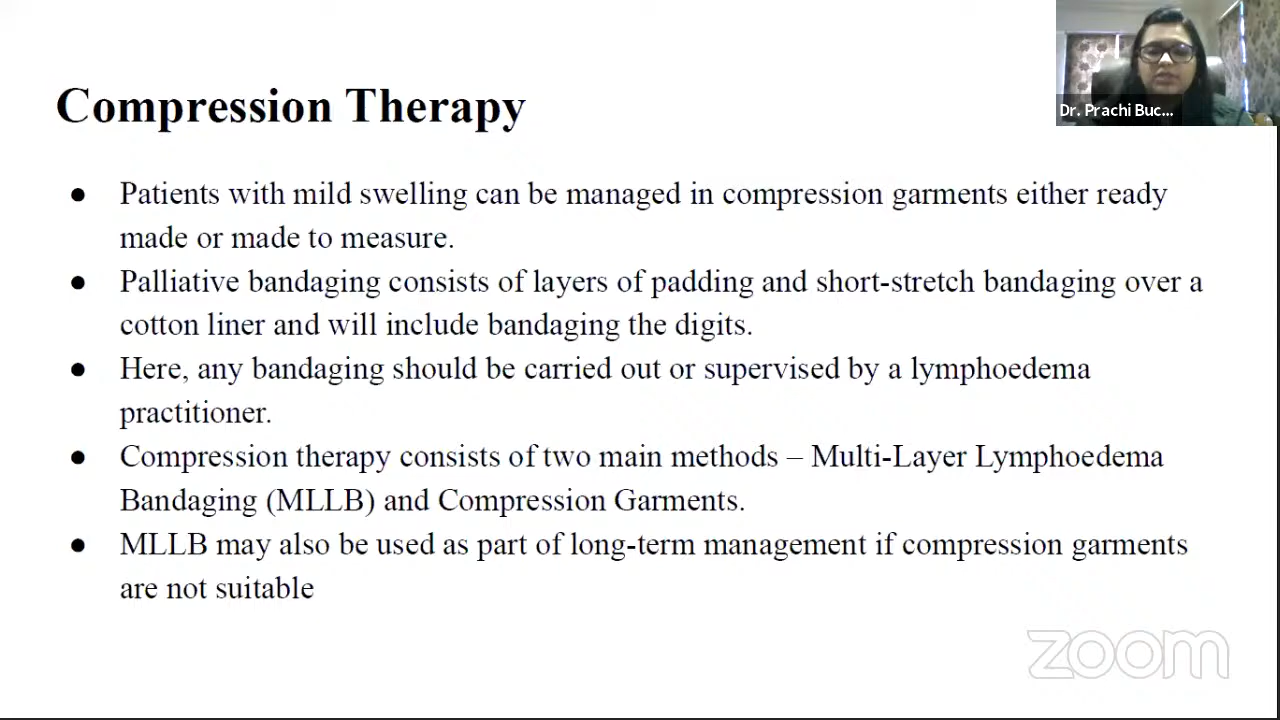 Dr. Prachi Buc...
Compression Therapy
● Patients with mild swelling can be managed in compression garments either ready
made or made to measure.
● Palliative bandaging consists of layers of padding and short-stretch bandaging over a
cotton liner and will include bandaging the digits.
● Here, any bandaging should be carried out or supervised by a lymphoedema
practitioner.
● Compression therapy consists of two main methods – Multi-Layer Lymphoedema
Bandaging (MLLB) and Compression Garments.
● MLLB may also be used as part of long-term management if compression garments
are not suitable
zoom